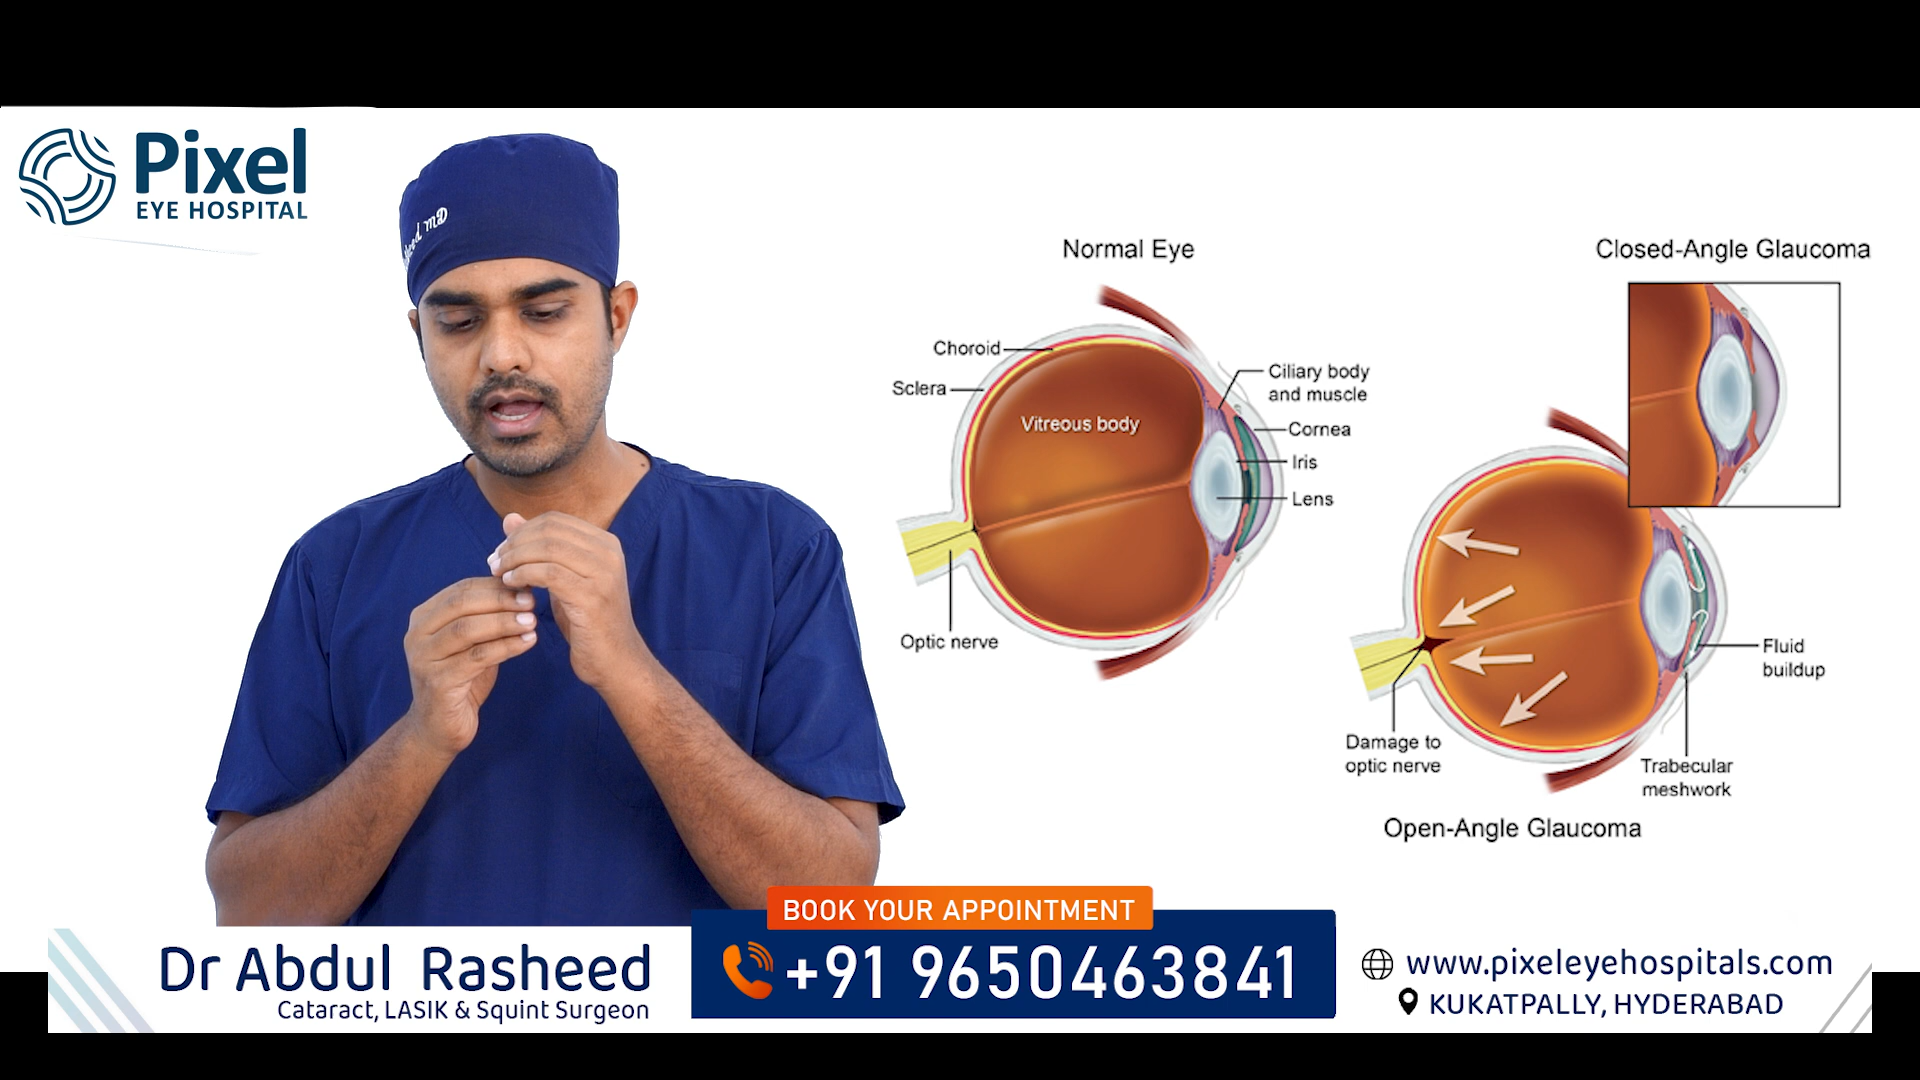 Pixel
EYE HOSPITAL
MD
Normal Eye
Choroid
Sclera
Vitreous body
Ciliary body
and muscle
Cornea
Iris
Lens
Optic nerve
Closed-Angle Glaucoma
Fluid
buildup
Damage to
optic nerve
Trabecular
meshwork
Open-Angle Glaucoma
BOOK YOUR APPOINTMENT
Dr Abdul Rasheed
Cataract, LASIK & Squint Surgeon
+91 9650463841
www.pixeleyehospitals.com
KUKATPALLY, HYDERABAD